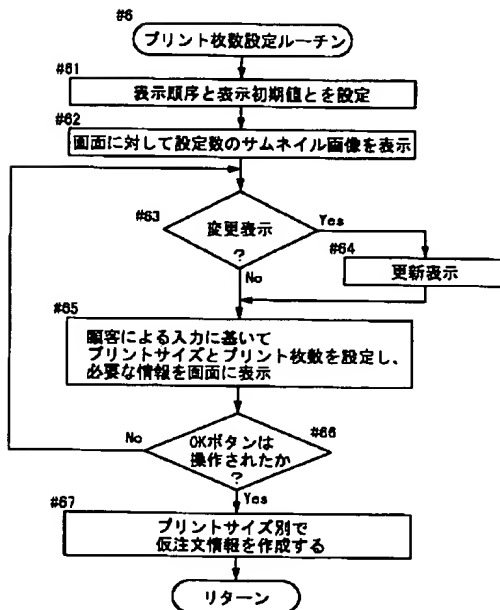 #6
プリント枚数設定ルーチン
#61
表示順序と表示初期値とを設定
#62
画面に対して設定数のサムネイル画像を表示
#63
変更表示
?
Yes
No
#64
更新表示
#65
顧客による入力に基いて
プリントサイズとプリント枚数を設定し、
必要な情報を画面に表示
No
#66
OKボタンは
操作されたか
?
Yes
#67
プリントサイズ別で
仮注文情報を作成する
リターン